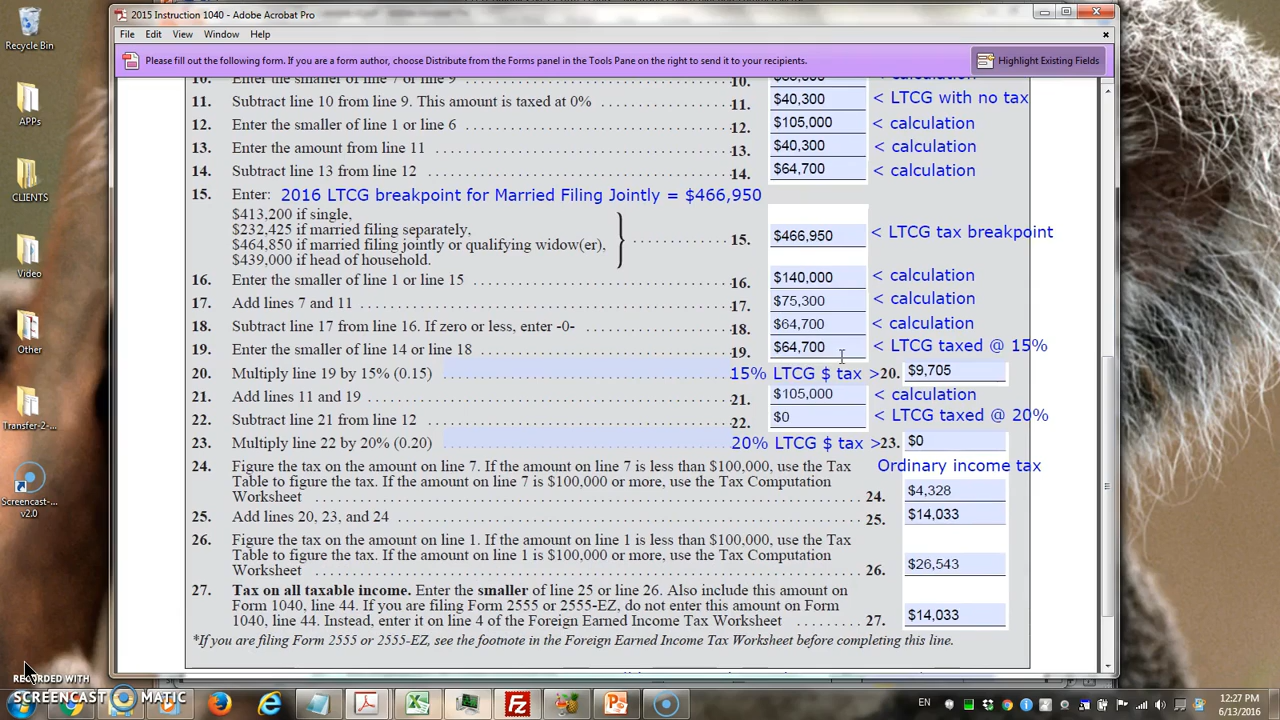 Recycle Bin
APPs
CLIENTS
Video
Other
Transfer-2-...
Screencast-... v2.0
2015 Instruction 1040 - Adobe Acrobat Pro
File Edit View Window Help
Please fill out the following form. If you are a form author, choose Distribute from the Forms panel in the Tools Pane on the right to send it to your recipients.
Highlight Existing Fields
10. Enter the smaller of line 7 or line 9 10. < calculation
11. Subtract line 10 from line 9. This amount is taxed at 0% 11. $40,300 < LTCG with no tax
12. Enter the smaller of line 1 or line 6 12. $105,000 < calculation
13. Enter the amount from line 11 13. $40,300 < calculation
14. Subtract line 13 from line 12 14. $64,700 < calculation
15. Enter: 2016 LTCG breakpoint for Married Filing Jointly = $466,950
$413,200 if single,
$232,425 if married filing separately,
$464,850 if married filing jointly or qualifying widow(er), 15. $466,950 < LTCG tax breakpoint
$439,000 if head of household.
16. Enter the smaller of line 1 or line 15 16. $140,000 < calculation
17. Add lines 7 and 11 17. $75,300 < calculation
18. Subtract line 17 from line 16. If zero or less, enter -0- 18. $64,700 < calculation
19. Enter the smaller of line 14 or line 18 19. $64,700 < LTCG taxed @ 15%
20. Multiply line 19 by 15% (0.15) 15% LTCG $ tax >20. $9,705
21. Add lines 11 and 19 21. $105,000 < calculation
22. Subtract line 21 from line 12 22. $0 < LTCG taxed @ 20%
23. Multiply line 22 by 20% (0.20) 20% LTCG $ tax >23. $0
24. Figure the tax on the amount on line 7. If the amount on line 7 is less than $100,000, use the Tax Ordinary income tax
Table to figure the tax. If the amount on line 7 is $100,000 or more, use the Tax Computation
Worksheet 24. $4,328
25. Add lines 20, 23, and 24 25. $14,033
26. Figure the tax on the amount on line 1. If the amount on line 1 is less than $100,000, use the Tax
Table to figure the tax. If the amount on line 1 is $100,000 or more, use the Tax Computation
Worksheet 26. $26,543
27. Tax on all taxable income. Enter the smaller of line 25 or line 26. Also include this amount on
Form 1040, line 44. If you are filing Form 2555 or 2555-EZ, do not enter this amount on Form
1040, line 44. Instead, enter it on line 4 of the Foreign Earned Income Tax Worksheet 27. $14,033
*If you are filing Form 2555 or 2555-EZ, see the footnote in the Foreign Earned Income Tax Worksheet before completing this line.
RECORDED WITH
SCREENCAST MATIC
EN
12:27 PM
6/13/2016